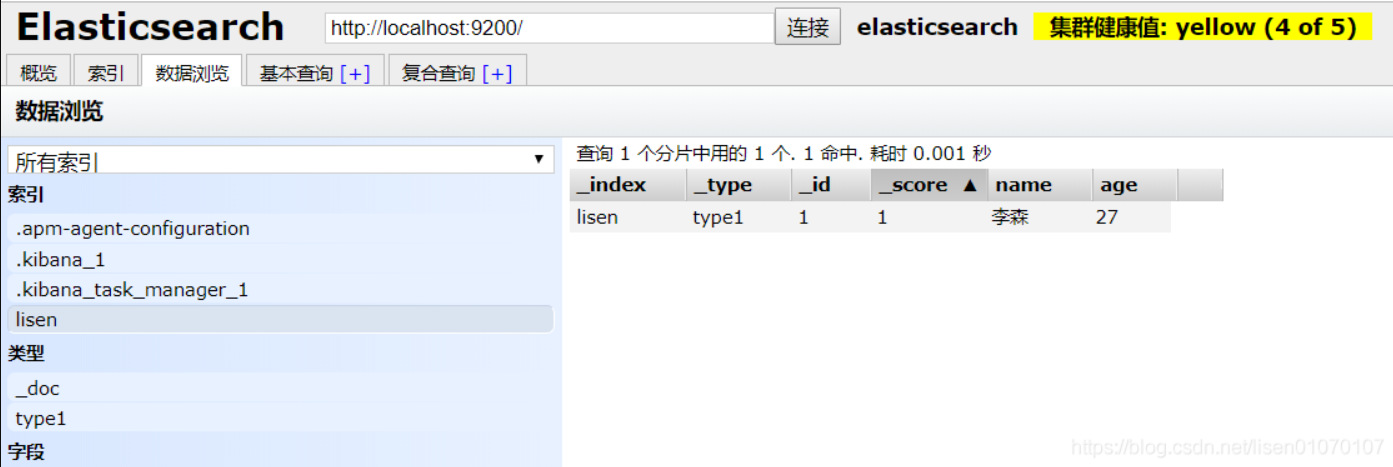 Elasticsearch http://localhost:9200/ 连接 elasticsearch 集群健康值: yellow (4 of 5)
概览 索引 数据浏览 基本查询 [+] 复合查询 [+]
数据浏览
所有索引 ▼
索引
.apm-agent-configuration
.kibana_1
.kibana_task_manager_1
lisen
类型
_doc
type1
字段
查询 1 个分片中用的 1 个. 1 命中. 耗时 0.001 秒
_index _type _id _score ▲ name age
lisen type1 1 1 李森 27
https://blog.csdn.net/lisen01070107